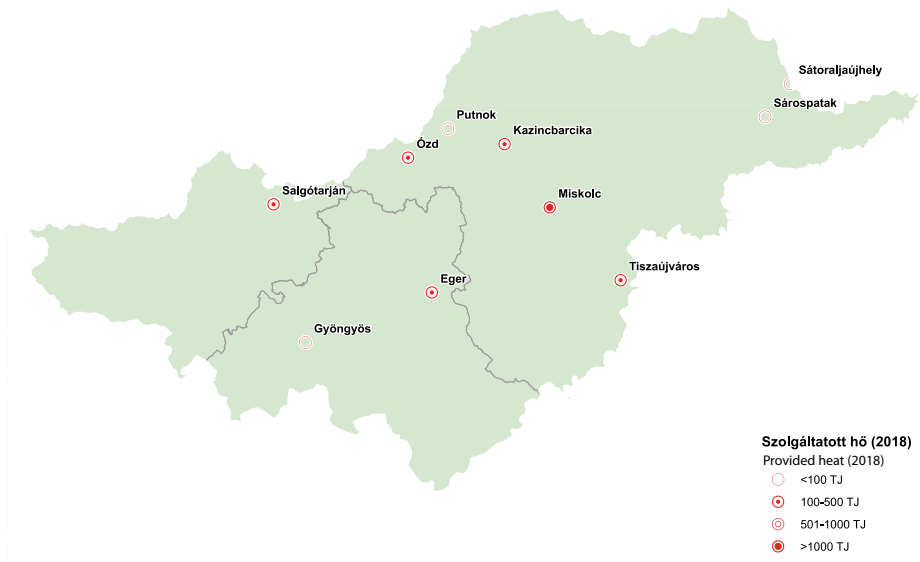 Sátoraljaújhely
Sárospatak
Putnok
Kazincbarcika
Ózd
Salgótarján
Miskolc
Tiszaújváros
Eger
Gyöngyös
Szolgáltatott hő (2018)
Provided heat (2018)
<100 TJ
100-500 TJ
501-1000 TJ
>1000 TJ